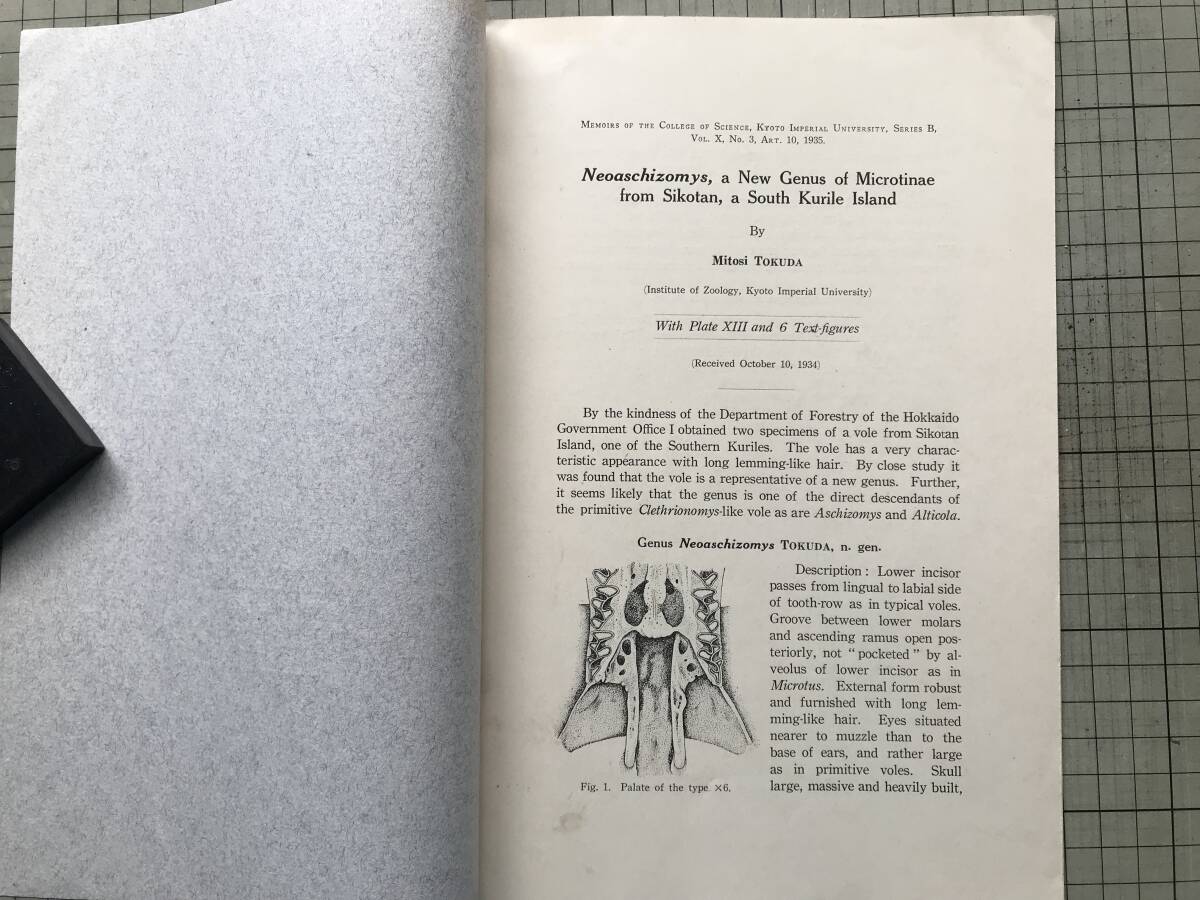 Memoirs of the College of Science, Kyoto Imperial University, Series B,
Vol. X, No. 3, Art. 10, 1935.
Neoaschizomys, a New Genus of Microtinae
from Sikotan, a South Kurile Island
By
Mitosi TOKUDA
(Institute of Zoology, Kyoto Imperial University)
With Plate XIII and 6 Text-figures
(Received October 10, 1934)
By the kindness of the Department of Forestry of the Hokkaido
Government Office I obtained two specimens of a vole from Sikotan
Island, one of the Southern Kuriles. The vole has a very charac-
teristic appearance with long lemming-like hair. By close study it
was found that the vole is a representative of a new genus. Further,
it seems likely that the genus is one of the direct descendants of
the primitive Clethrionomys-like vole as are Aschizomys and Alticola.
Genus Neoaschizomys TOKUDA, n. gen.
Description : Lower incisor
passes from lingual to labial side
of tooth-row as in typical voles.
Groove between lower molars
and ascending ramus open pos-
teriorly, not "pocketed" by al-
veolus of lower incisor as in
Microtus. External form robust
and furnished with long lem-
ming-like hair. Eyes situated
nearer to muzzle than to the
base of ears, and rather large
as in primitive voles. Skull
large, massive and heavily built,
Fig. 1. Palate of the type. ×6.